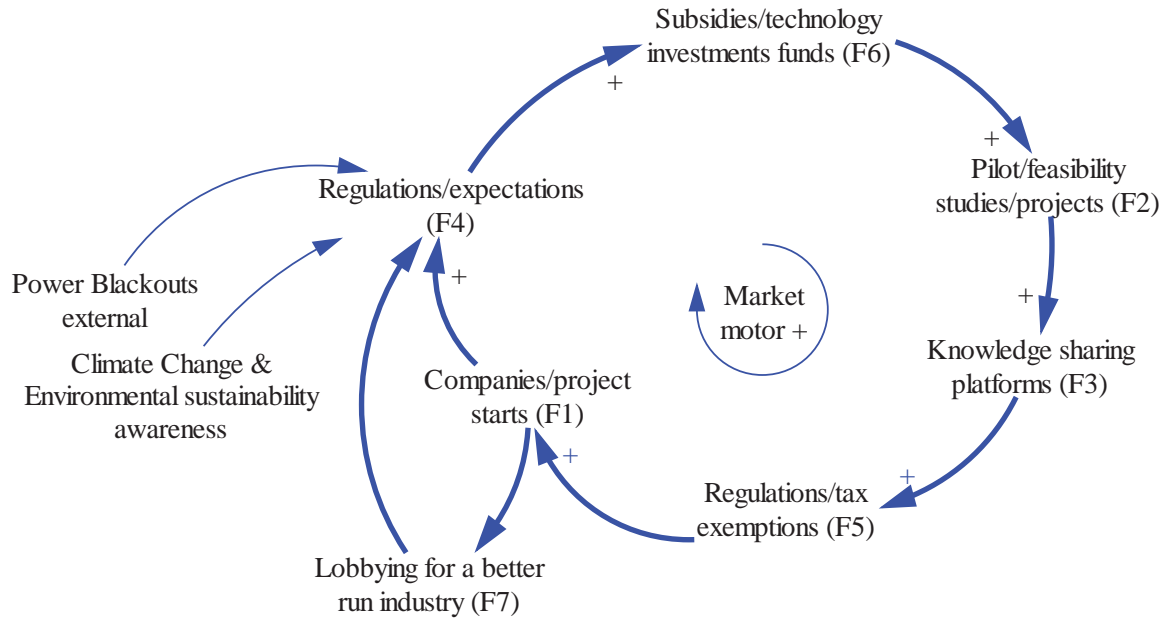 Subsidies/technology
investments funds (F6)
+
+
Pilot/feasibility
studies/projects (F2)
Regulations/expectations
(F4)
Power Blackouts
external
+
Market
motor +
+
Climate Change &
Environmental sustainability
awareness
Knowledge sharing
platforms (F3)
Companies/project
starts (F1)
+
+
Regulations/tax
exemptions (F5)
Lobbying for a better
run industry (F7)